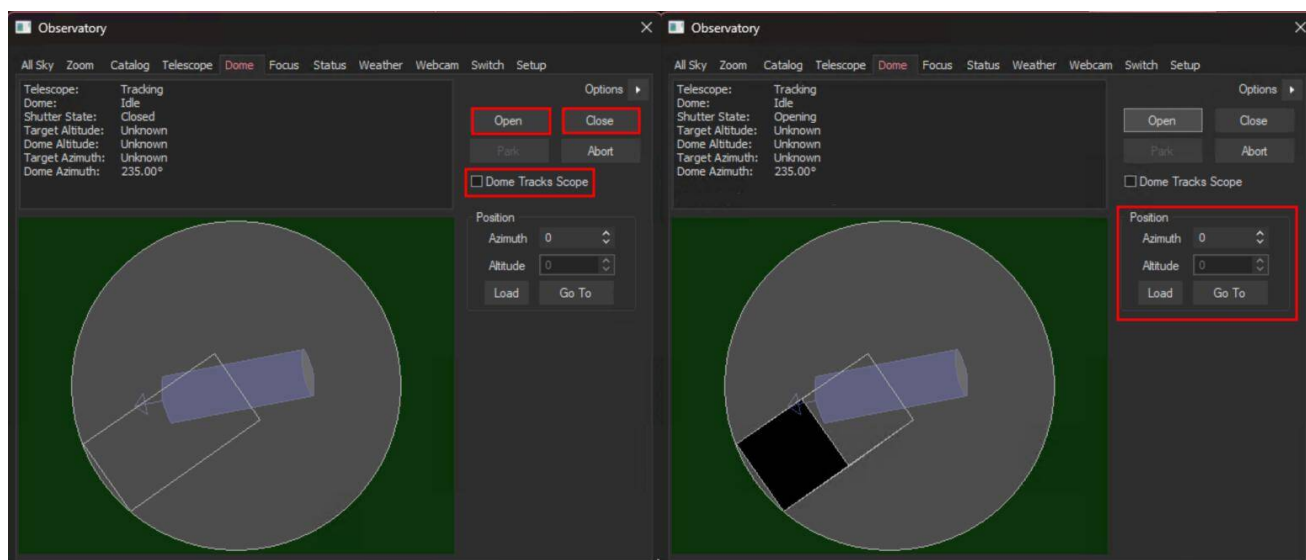 Observatory
All Sky Zoom Catalog Telescope Dome Focus Status Weather Webcam Switch Setup
Telescope: Tracking
Dome: Idle
Shutter State: Closed
Target Altitude: Unknown
Dome Altitude: Unknown
Target Azimuth: Unknown
Dome Azimuth: 235.00°
Options
Open Close
Park Abort
Dome Tracks Scope
Position
Azimuth 0
Altitude 0
Load Go To
Observatory
All Sky Zoom Catalog Telescope Dome Focus Status Weather Webcam Switch Setup
Telescope: Tracking
Dome: Idle
Shutter State: Opening
Target Altitude: Unknown
Dome Altitude: Unknown
Target Azimuth: Unknown
Dome Azimuth: 235.00°
Options
Open Close
Park Abort
Dome Tracks Scope
Position
Azimuth 0
Altitude 0
Load Go To